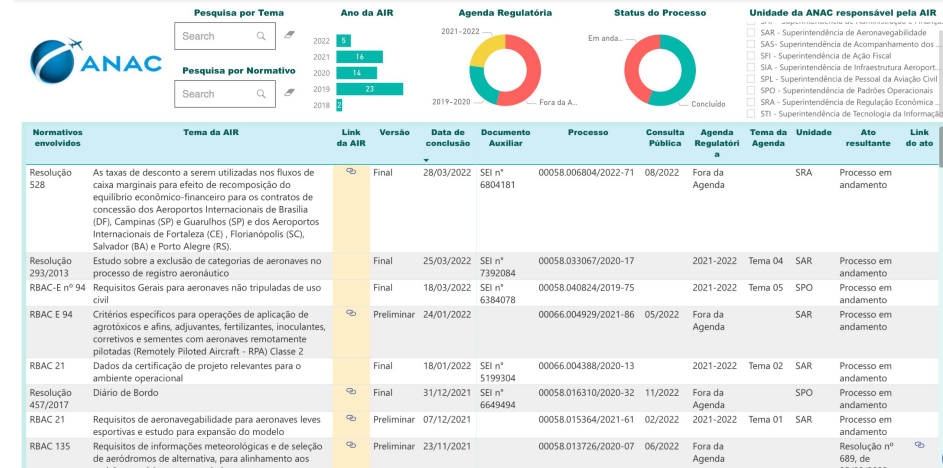 Pesquisa por Tema
Search
Pesquisa por Normativo
Search
ANAC
Ano da AIR
2022 5
2021 16
2020 14
2019 23
2018 2
Agenda Regulatória
2021-2022
2019-2020
Fora da A...
Status do Processo
Em anda...
Concluído
Unidade da ANAC responsável pela AIR
SAR - Superintendência de Aeronavegabilidade
SAS- Superintendência de Acompanhamento dos ...
SFI - Superintendência de Ação Fiscal
SIA - Superintendência de Infraestrutura Aeroport...
SPL - Superintendência de Pessoal da Aviação Civil
SPO - Superintendência de Padrões Operacionais
SRA - Superintendência de Regulação Econômica ...
STI - Superintendência de Tecnologia da Informação
Normativos Tema da AIR Link Versão Data de Documento Processo Consulta Agenda Tema da Unidade Ato Link
envolvidos da AIR conclusão Auxiliar Pública Regulatóri Agenda resultante do ato
a
Resolução As taxas de desconto a serem utilizadas nos fluxos de Final 28/03/2022 SEI n° 00058.006804/2022-71 08/2022 Fora da SRA Processo em
528 caixa marginais para efeito de recomposição do 6804181 Agenda andamento
equilíbrio econômico-financeiro para os contratos de
concessão dos Aeroportos Internacionais de Brasília
(DF), Campinas (SP) e Guarulhos (SP) e dos Aeroportos
Internacionais de Fortaleza (CE) , Florianópolis (SC),
Salvador (BA) e Porto Alegre (RS).
Resolução Estudo sobre a exclusão de categorias de aeronaves no Final 25/03/2022 SEI n° 00058.033067/2020-17 2021-2022 Tema 04 SAR Processo em
293/2013 processo de registro aeronáutico 7392084 andamento
RBAC-E nº 94 Requisitos Gerais para aeronaves não tripuladas de uso Final 18/03/2022 SEI n° 00058.040824/2019-75 2021-2022 Tema 05 SPO Processo em
civil 6384078 andamento
RBAC E 94 Critérios específicos para operações de aplicação de Preliminar 24/01/2022 00066.004929/2021-86 05/2022 Fora da SAR Processo em
agrotóxicos e afins, adjuvantes, fertilizantes, inoculantes, Agenda andamento
corretivos e sementes com aeronaves remotamente
pilotadas (Remotely Piloted Aircraft - RPA) Classe 2
RBAC 21 Dados da certificação de projeto relevantes para o Final 18/01/2022 SEI n° 00066.004388/2020-13 2021-2022 Tema 02 SAR Processo em
ambiente operacional 5199304 andamento
Resolução Diário de Bordo Final 31/12/2021 SEI n° 00058.016310/2020-32 11/2022 Fora da SPO Processo em
457/2017 6649494 Agenda andamento
RBAC 21 Requisitos de aeronavegabilidade para aeronaves leves Preliminar 07/12/2021 00058.015364/2021-61 02/2022 2021-2022 Tema 01 SAR Processo em
esportivas e estudo para expansão do modelo andamento
RBAC 135 Requisitos de informações meteorológicas e de seleção Preliminar 23/11/2021 00058.013726/2020-07 06/2022 Fora da Resolução nº
de aeródromos de alternativa, para alinhamento aos Agenda 689, de